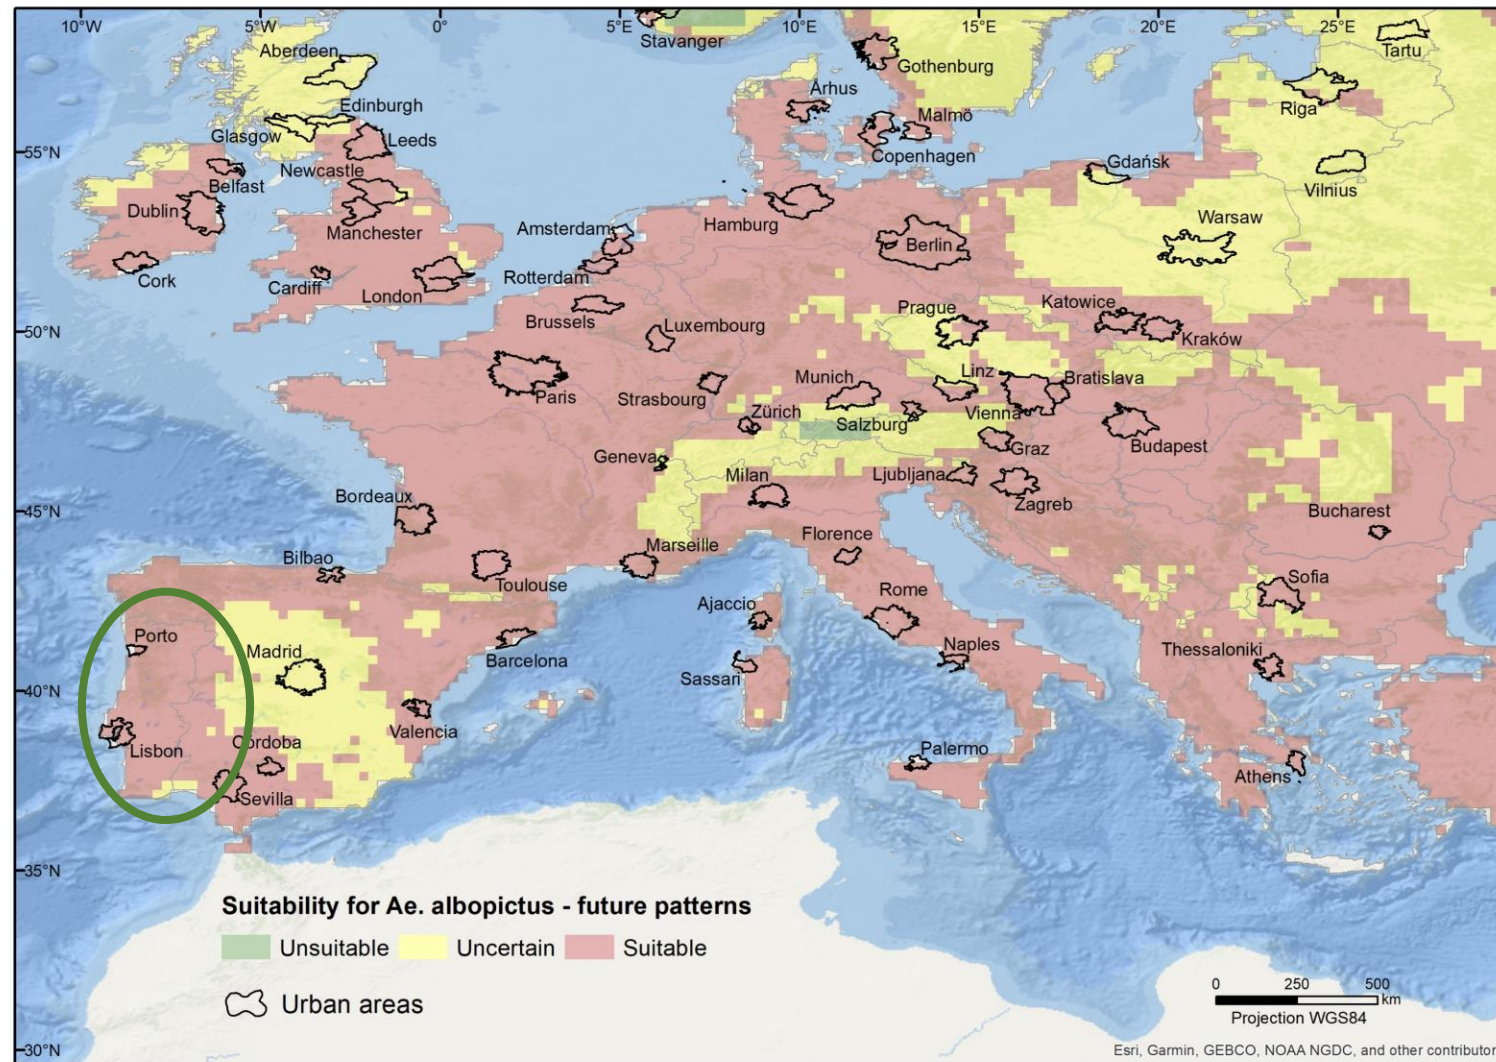 10°W 5°W 0° 5°E 10°E 15°E 20°E 25°E
Stavanger
Tartu
Aberdeen
Gothenburg
Århus
Riga
Edinburgh
Glasgow
Leeds
Malmö
55°N
Copenhagen
Gdańsk
Newcastle
Belfast
Vilnius
Dublin
Hamburg
Warsaw
Manchester
Amsterdam
Berlin
Cork
Cardiff
London
Rotterdam
Prague
Katowice
Brussels
Luxembourg
50°N
Kraków
Munich
Linz
Bratislava
Paris
Strasbourg
Zürich
Salzburg
Vienna
Graz
Budapest
Geneva
Milan
Ljubljana
Zagreb
Bordeaux
45°N
Bucharest
Florence
Marseille
Bilbao
Toulouse
Sofia
Rome
Ajaccio
Porto
Madrid
Barcelona
Naples
Thessaloniki
Sassari
40°N
Valencia
Lisbon
Córdoba
Palermo
Athens
Sevilla
35°N
Suitability for Ae. albopictus - future patterns
Unsuitable Uncertain Suitable
Urban areas
0 250 500
km
Projection WGS84
30°N
Esri, Garmin, GEBCO, NOAA NGDC, and other contributor